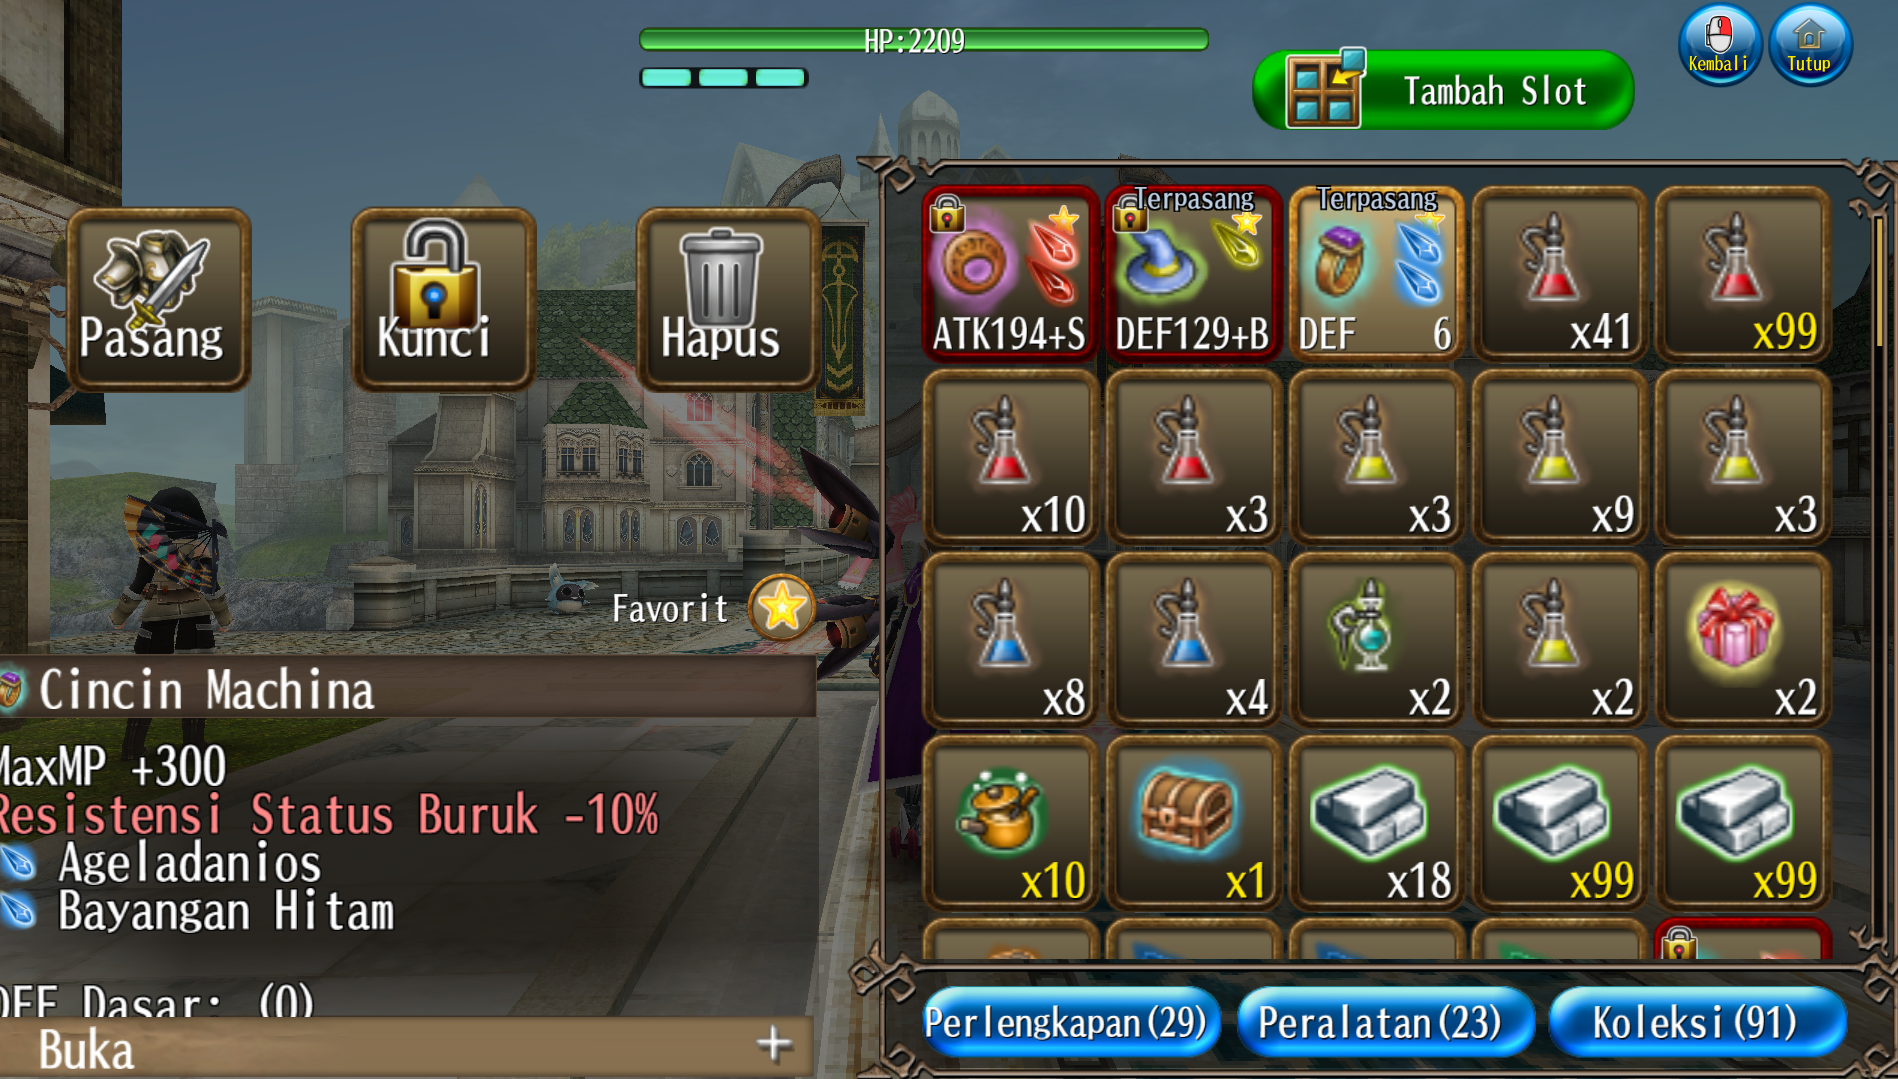 HP:2209
Kembali
Tutup
Tambah Slot
Pasang
Kunci
Hapus
Terpasang
Terpasang
ATK194+S
DEF129+B
DEF 6
x41
x99
x10
x3
x3
x9
x3
Favorit
x8
x4
x2
x2
x2
Cincin Machina
MaxMP +300
Resistensi Status Buruk -10%
Ageladanios
Bayangan Hitam
DEF Dasar: (0)
Buka +
x10
x1
x18
x99
x99
Perlengkapan(29)
Peralatan(23)
Koleksi(91)